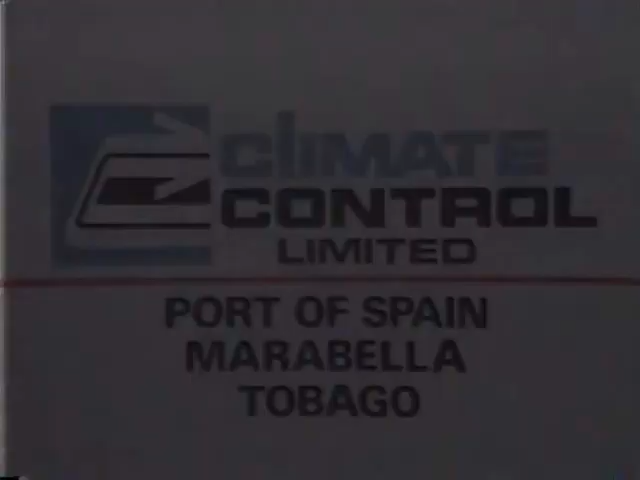 CLIMATE
CONTROL
LIMITED
PORT OF SPAIN
MARABELLA
TOBAGO